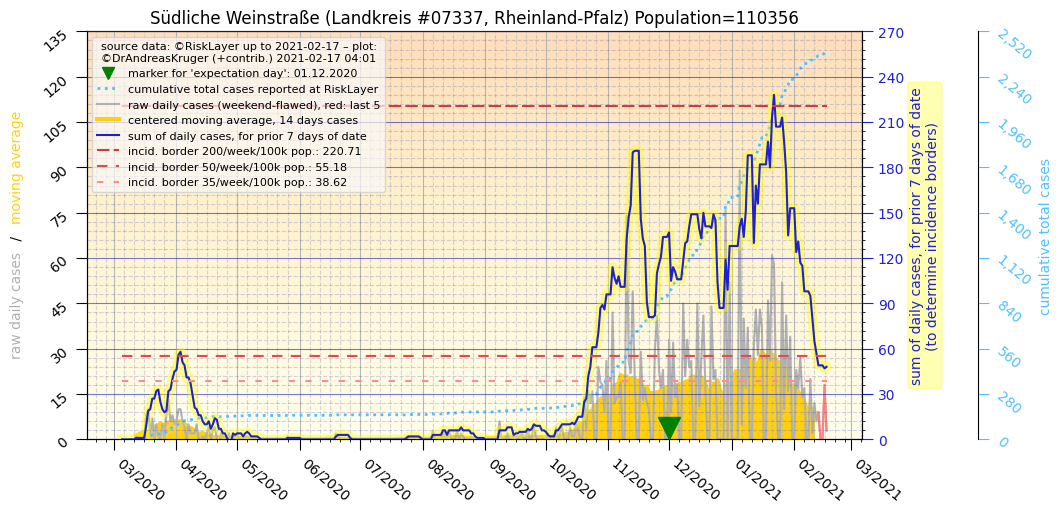 Südliche Weinstraße (Landkreis #07337, Rheinland-Pfalz) Population=110356
source data: ©RiskLayer up to 2021-02-17 – plot:
©DrAndreasKruger (+contrib.) 2021-02-17 04:01
marker for 'expectation day': 01.12.2020
cumulative total cases reported at RiskLayer
raw daily cases (weekend-flawed), red: last 5
centered moving average, 14 days cases
sum of daily cases, for prior 7 days of date
incid. border 200/week/100k pop.: 220.71
incid. border 50/week/100k pop.: 55.18
incid. border 35/week/100k pop.: 38.62
raw daily cases / moving average
135
120
105
90
75
60
45
30
15
0
03/2020
04/2020
05/2020
06/2020
07/2020
08/2020
09/2020
10/2020
11/2020
12/2020
01/2021
02/2021
03/2021
270
240
210
180
150
120
90
60
30
0
sum of daily cases, for prior 7 days of date
(to determine incidence borders)
2,520
2,240
1,960
1,680
1,400
1,120
840
560
280
0
cumulative total cases